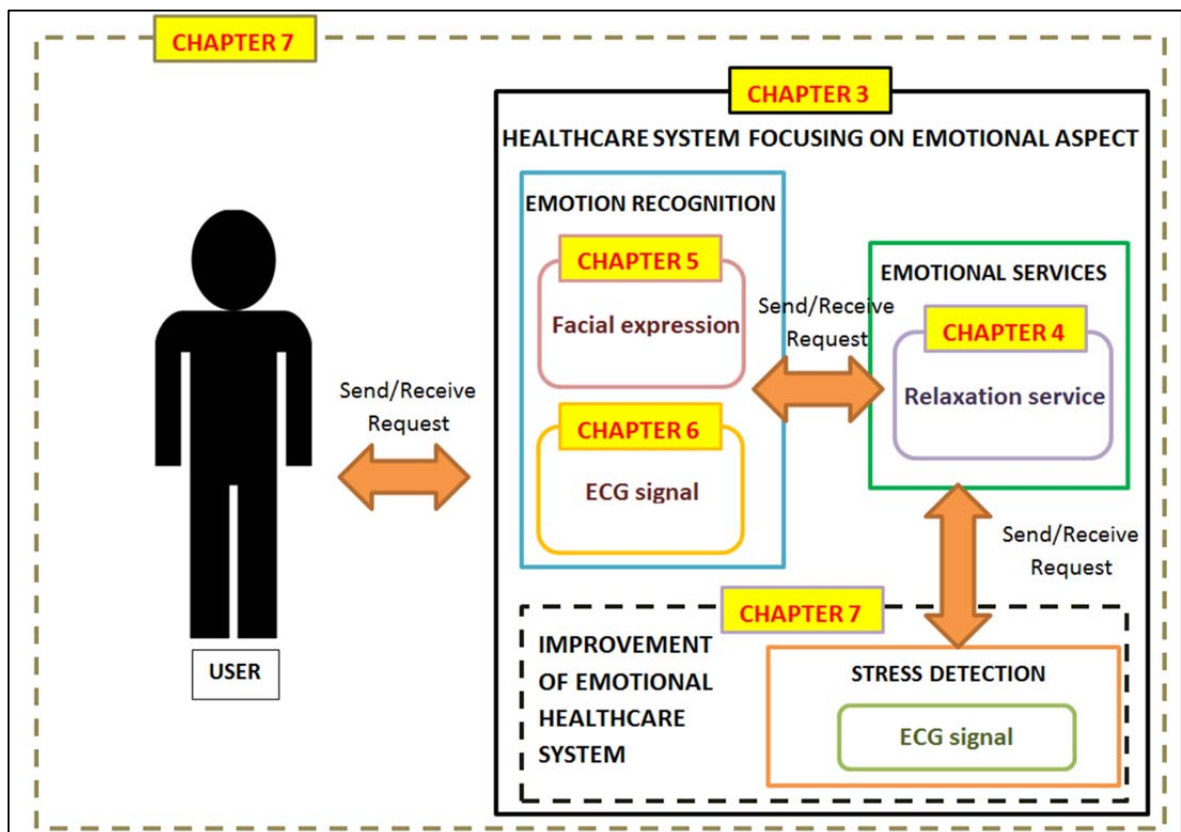 CHAPTER 7
CHAPTER 3
HEALTHCARE SYSTEM FOCUSING ON EMOTIONAL ASPECT
EMOTION RECOGNITION
CHAPTER 5
Facial expression
CHAPTER 6
ECG signal
Send/Receive
Request
EMOTIONAL SERVICES
CHAPTER 4
Relaxation service
Send/Receive
Request
Send/Receive
Request
USER
CHAPTER 7
IMPROVEMENT
OF EMOTIONAL
HEALTHCARE
SYSTEM
STRESS DETECTION
ECG signal